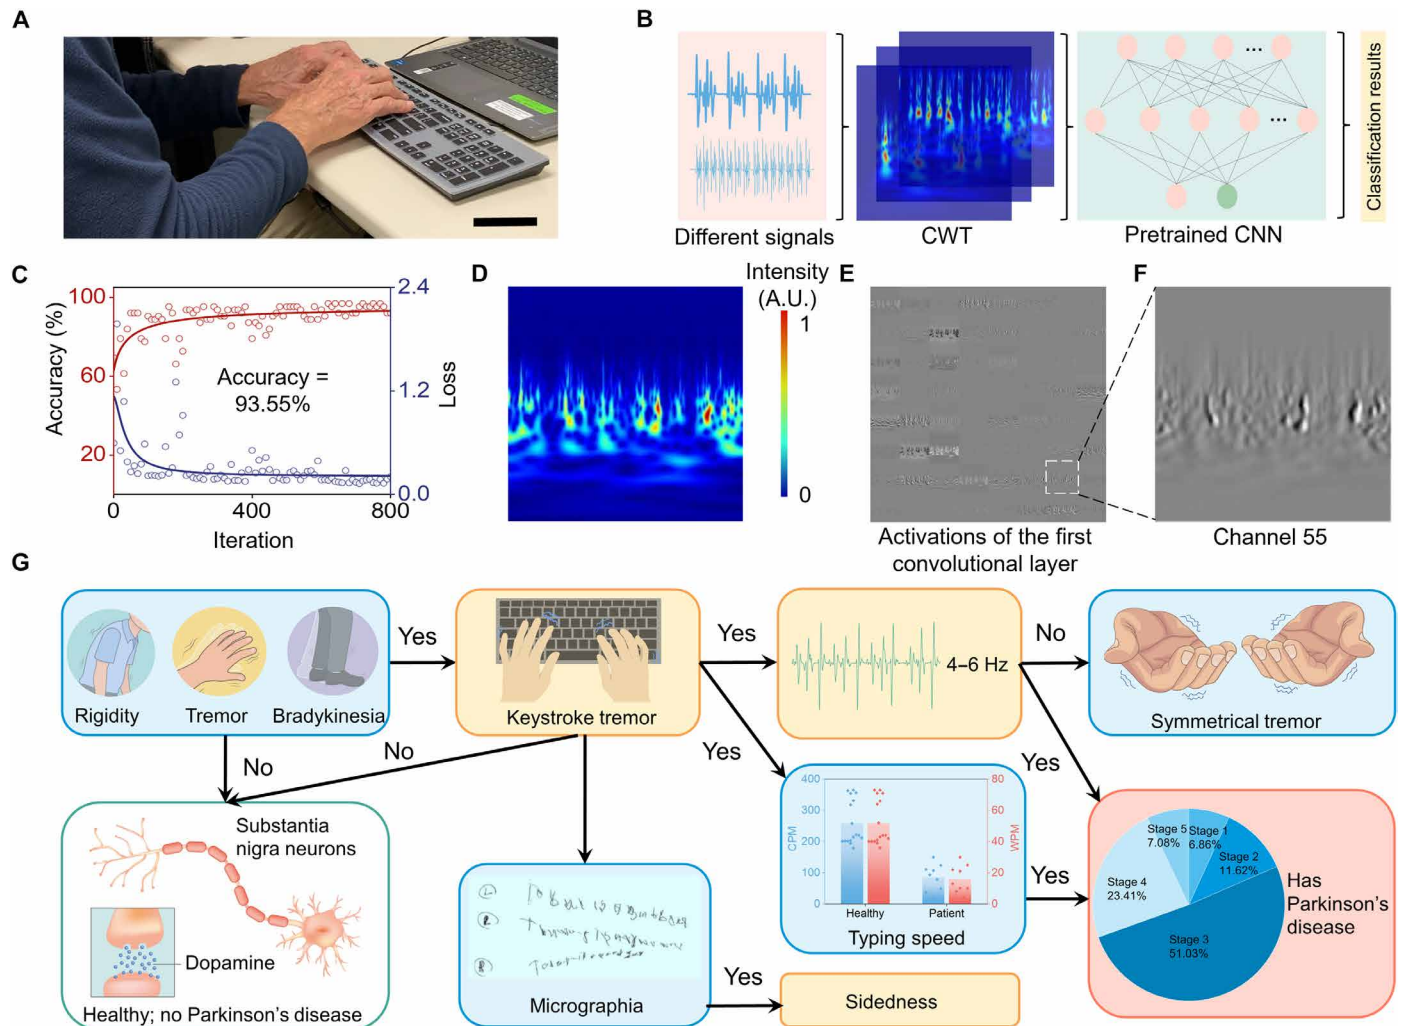 A
B
Different signals
CWT
Pretrained CNN
Classification results
C
Accuracy (%)
100
60
20
Accuracy =
93.55%
2.4
1.2
0.0
Loss
0
400
800
Iteration
D
Intensity
(A.U.)
1
0
E
Activations of the first
convolutional layer
F
Channel 55
G
Rigidity
Tremor
Bradykinesia
Yes
Keystroke tremor
Yes
4–6 Hz
No
Symmetrical tremor
No
No
Yes
Yes
Substantia
nigra neurons
Dopamine
Healthy; no Parkinson's disease
L
R
R
Micrographia
Yes
Sidedness
400
300
200
100
0
CPM
80
60
40
20
0
WPM
Healthy
Patient
Typing speed
Yes
Stage 5
7.08%
Stage 1
6.86%
Stage 2
11.62%
Stage 4
23.41%
Stage 3
51.03%
Has
Parkinson's
disease